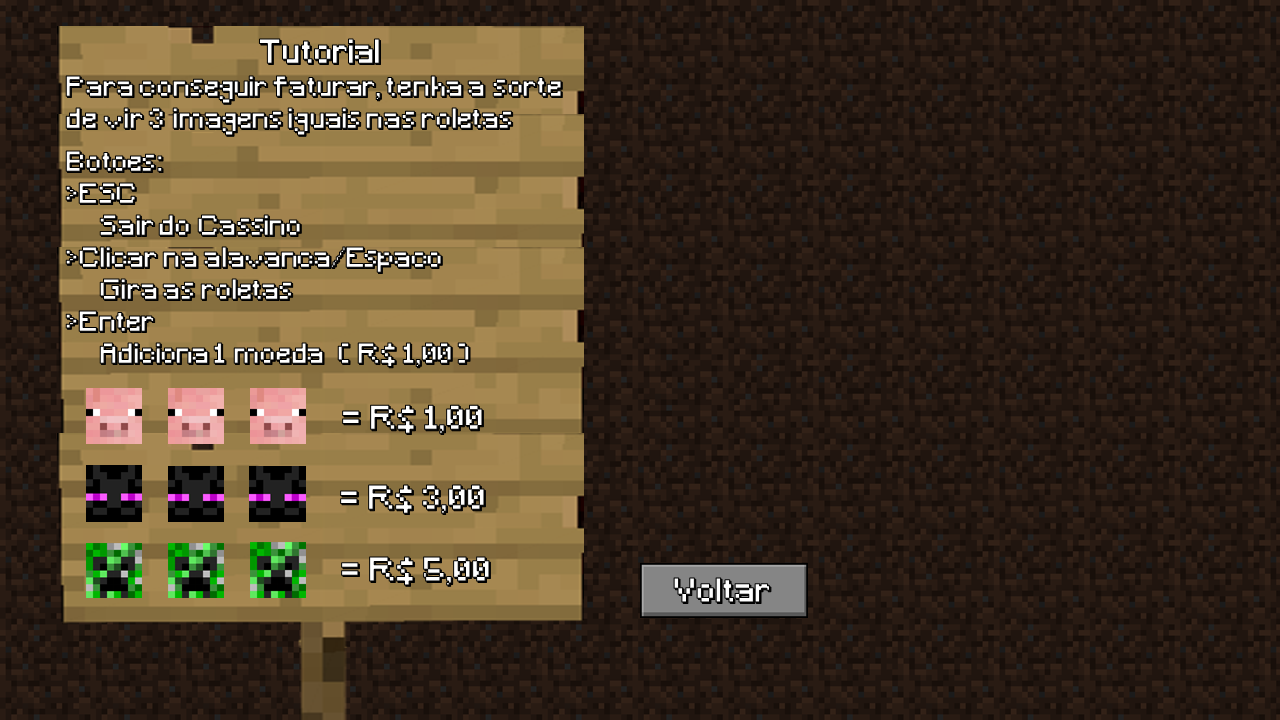 Tutorial
Para conseguir faturar, tenha a sorte
de vir 3 imagens iguais nas roletas
Botoes:
>ESC
Sair do Cassino
>Clicar na alavanca/Espaco
Gira as roletas
>Enter
Adiciona 1 moeda (R$ 1,00)
= R$ 1,00
= R$ 3,00
= R$ 5,00
Voltar